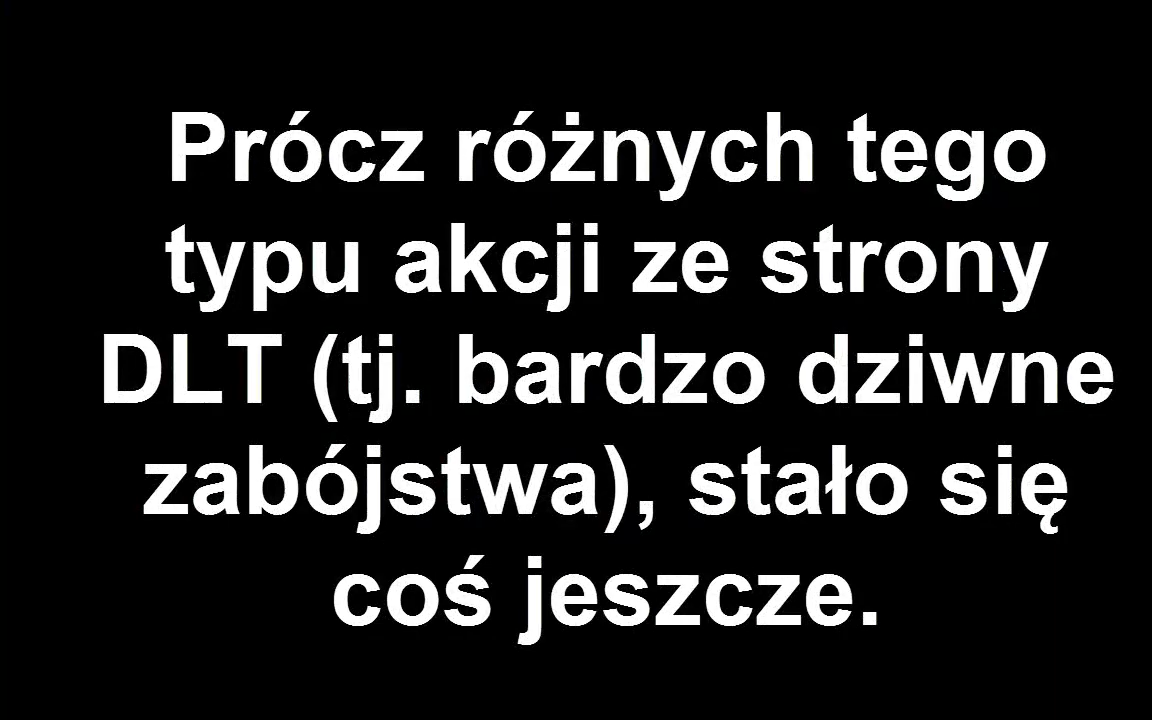 Prócz różnych tego
typu akcji ze strony
DLT (tj. bardzo dziwne
zabójstwa), stało się
coś jeszcze.